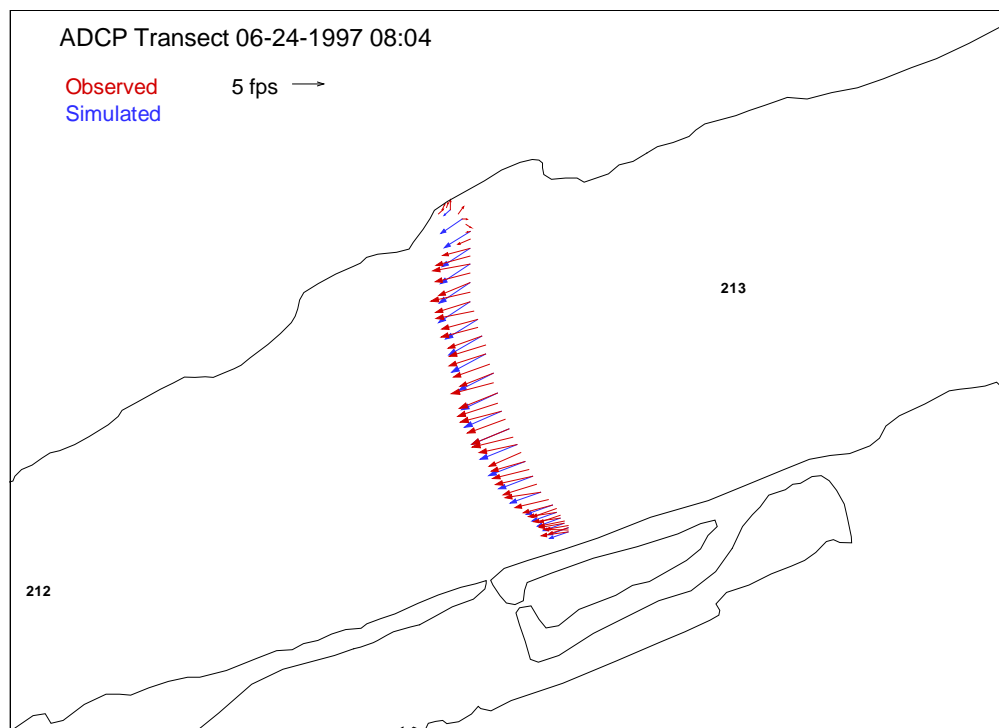 ADCP Transect 06-24-1997 08:04
Observed 5 fps
Simulated
213
212